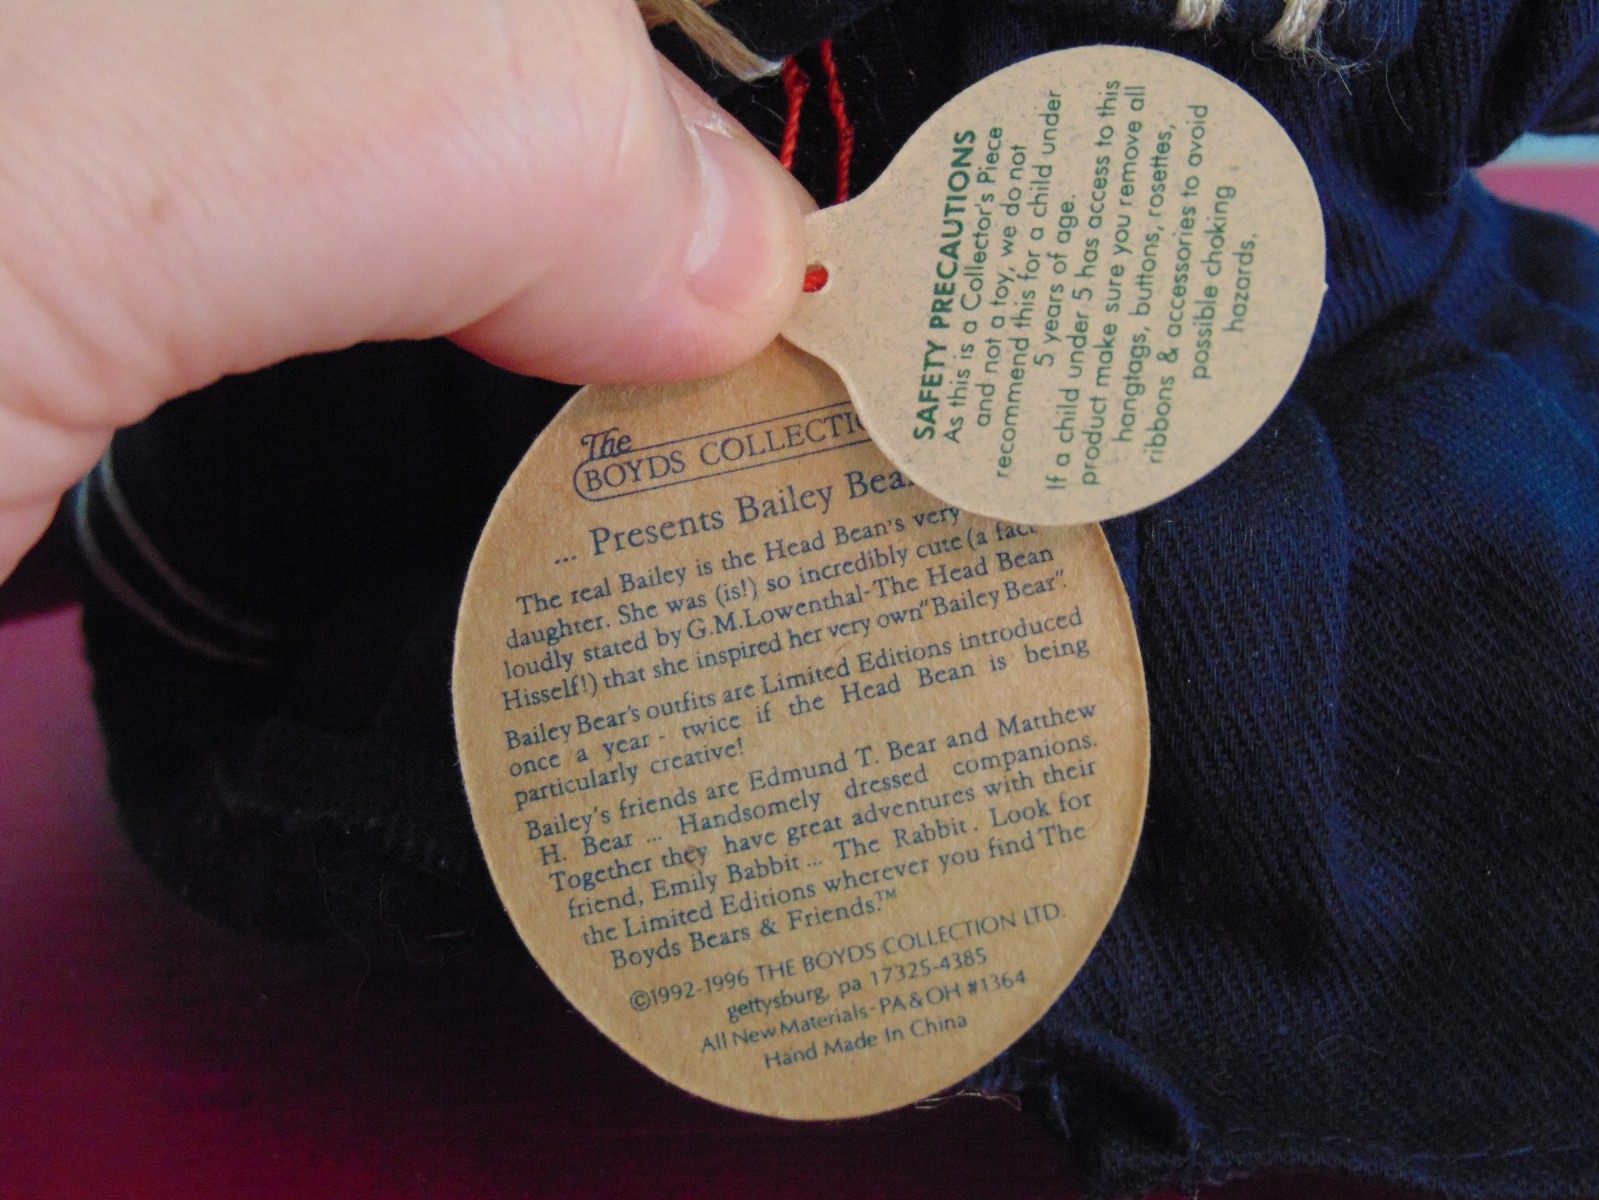 SAFETY PRECAUTIONS
As this is a Collector's Piece
and not a toy, we do not
recommend this for a child under
5 years of age.
If a child under 5 has access to this
product make sure you remove all
hangtags, buttons, rosettes,
ribbons & accessories to avoid
possible choking
hazards.
The
BOYDS COLLECTIO
... Presents Bailey Bea
The real Bailey is the Head Bean's very
daughter. She was (is!) so incredibly cute (a fact
loudly stated by G.M.Lowenthal-The Head Bean
Hisself!) that she inspired her very own "Bailey Bear".
Bailey Bear's outfits are Limited Editions introduced
once a year - twice if the Head Bean is being
particularly creative!
Bailey's friends are Edmund T. Bear and Matthew
H. Bear ... Handsomely dressed companions.
Together they have great adventures with their
friend, Emily Babbit ... The Rabbit. Look for
the Limited Editions wherever you find The
Boyds Bears & Friends.™
©1992-1996 THE BOYDS COLLECTION LTD.
gettysburg, pa 17325-4385
All New Materials-PA & OH #1364
Hand Made In China